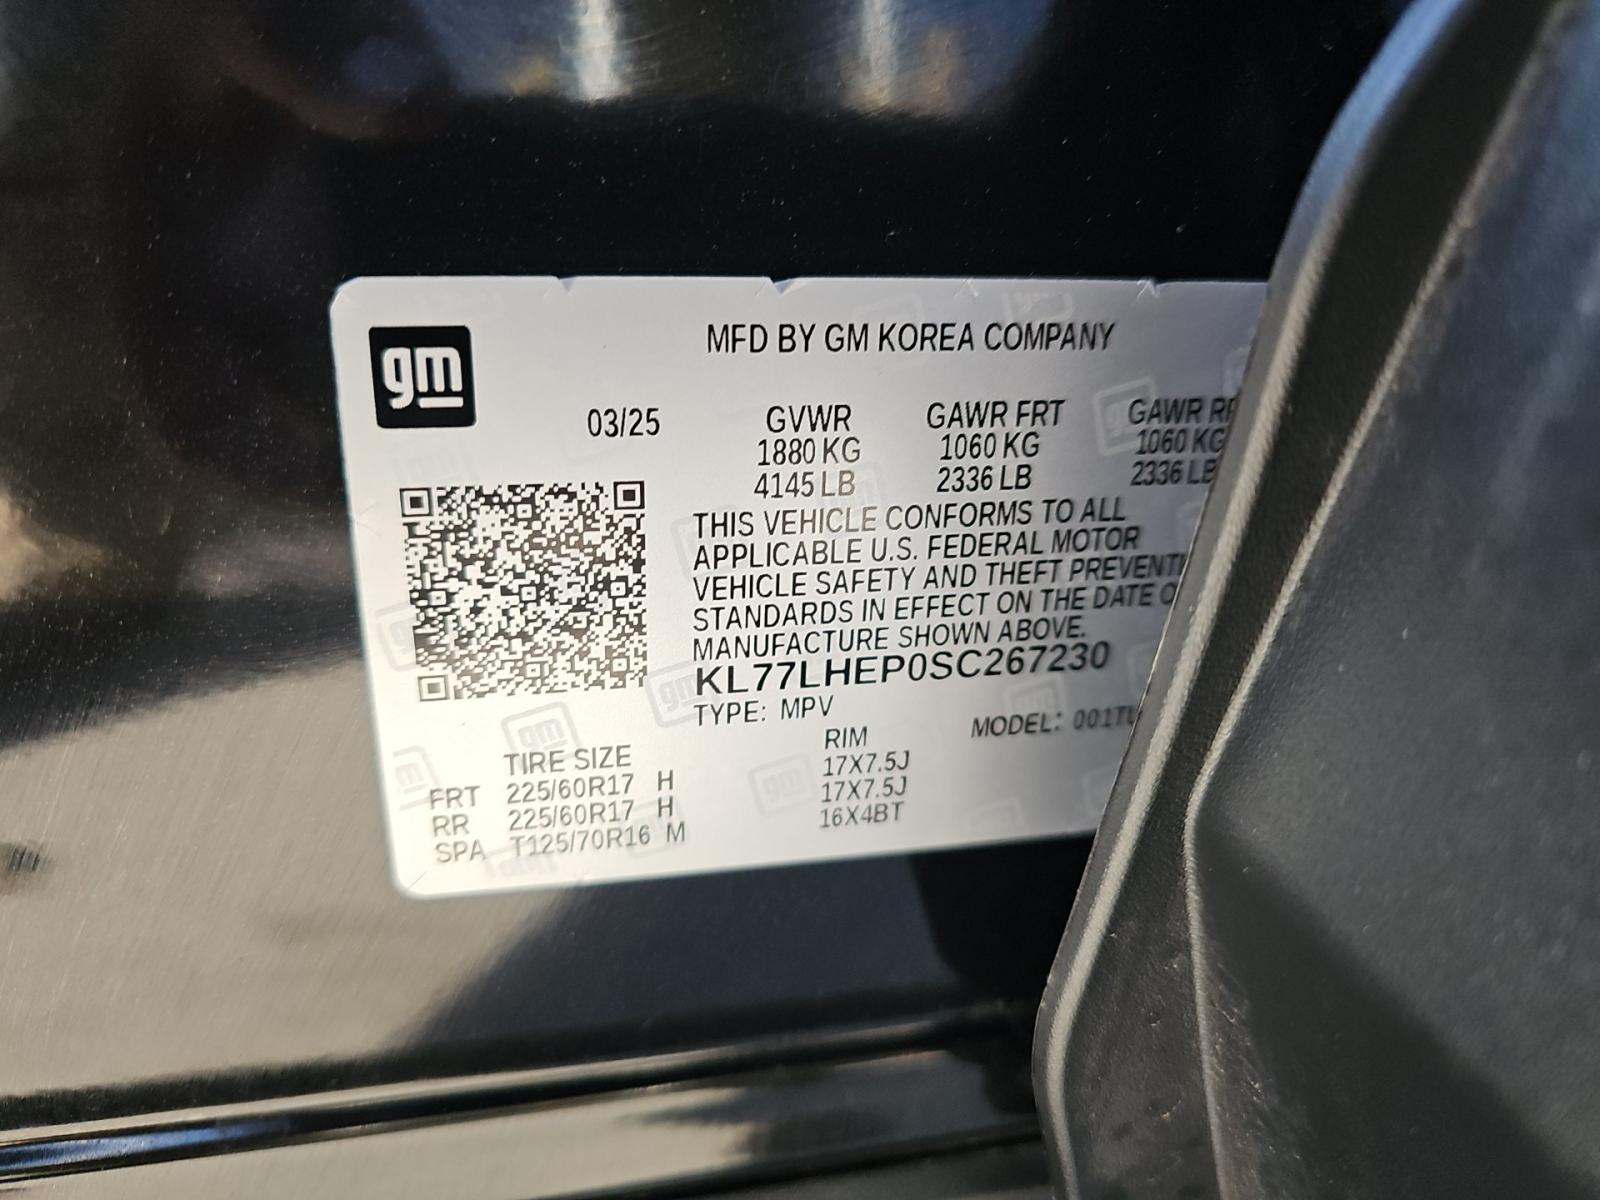 gm
MFD BY GM KOREA COMPANY
03/25 GVWR GAWR FRT GAWR
1880 KG 1060 KG 1060 KG
4145 LB 2336 LB 2336 LB
THIS VEHICLE CONFORMS TO ALL
APPLICABLE U.S. FEDERAL MOTOR
VEHICLE SAFETY AND THEFT PREVENTI
STANDARDS IN EFFECT ON THE DATE O
MANUFACTURE SHOWN ABOVE.
KL77LHEP0SC267230
TYPE: MPV MODEL: 001TU
TIRE SIZE RIM
FRT 225/60R17 H 17X7.5J
RR 225/60R17 H 17X7.5J
SPA T125/70R16 M 16X4BT